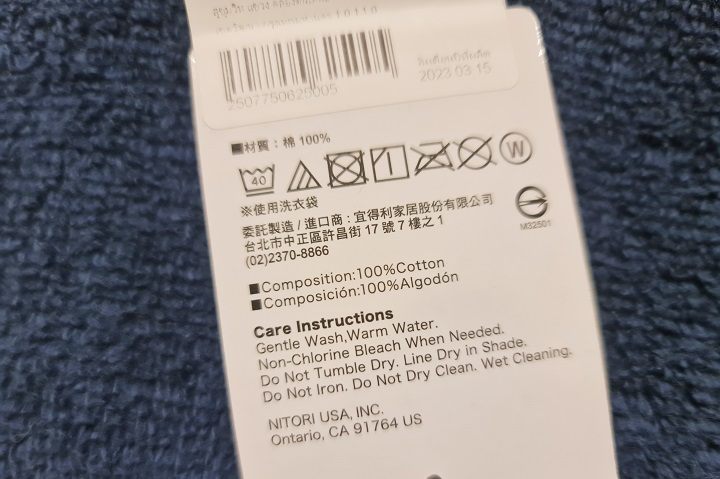 2507750625005
2023 03 15
■材質：棉 100%
40
W
※使用洗衣袋
委託製造 / 進口商：宜得利家居股份有限公司
台北市中正區許昌街 17 號 7 樓之 1
(02)2370-8866
M32501
■Composition:100%Cotton
■Composición:100%Algodón
Care Instructions
Gentle Wash,Warm Water.
Non-Chlorine Bleach When Needed.
Do Not Tumble Dry. Line Dry in Shade.
Do Not Iron. Do Not Dry Clean. Wet Cleaning.
NITORI USA, INC.
Ontario, CA 91764 US